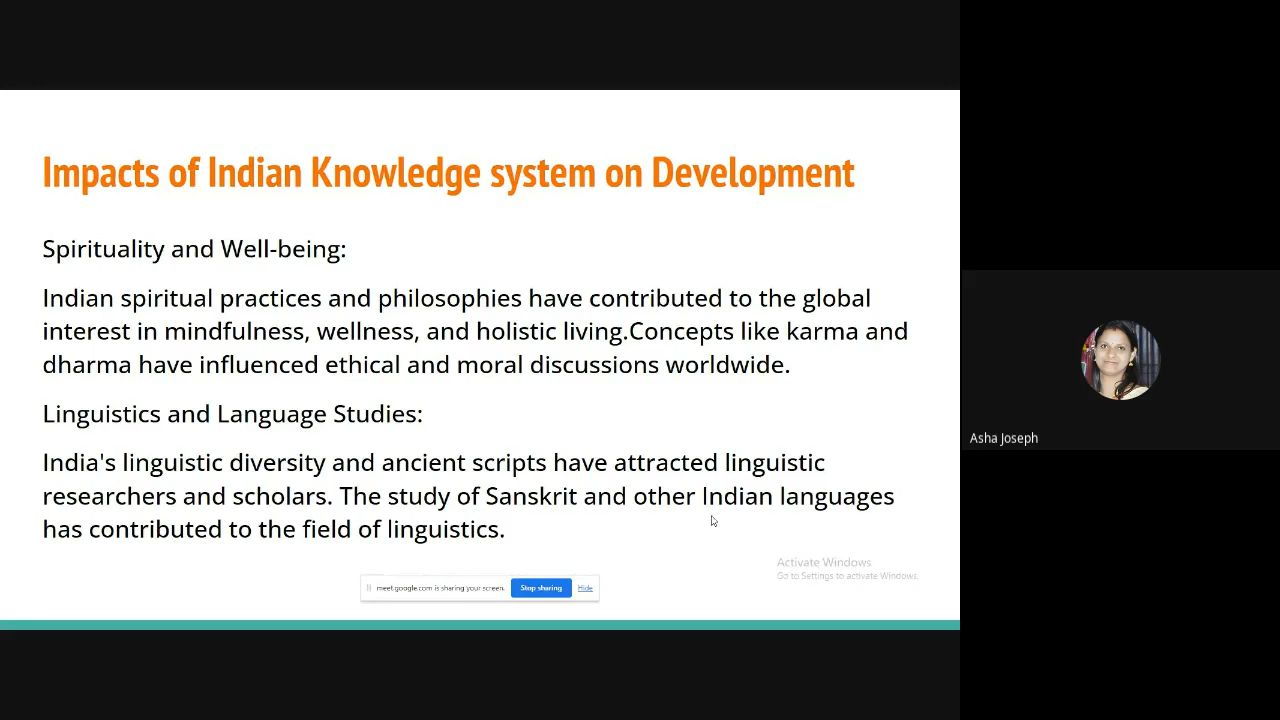 Impacts of Indian Knowledge system on Development
Spirituality and Well-being:
Indian spiritual practices and philosophies have contributed to the global
interest in mindfulness, wellness, and holistic living.Concepts like karma and
dharma have influenced ethical and moral discussions worldwide.
Linguistics and Language Studies:
India's linguistic diversity and ancient scripts have attracted linguistic
researchers and scholars. The study of Sanskrit and other Indian languages
has contributed to the field of linguistics.
Activate Windows
Go to Settings to activate Windows.
meet.google.com is sharing your screen. Stop sharing Hide
Asha Joseph